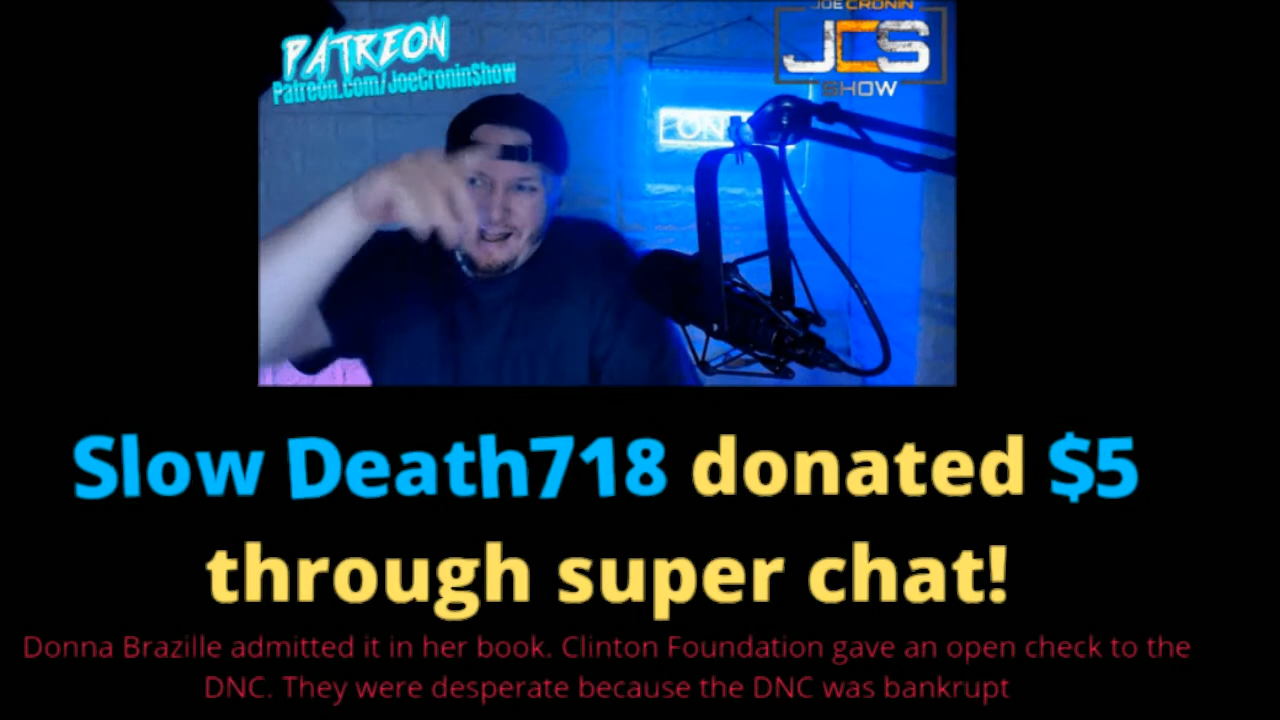 PATREON
Patreon.com/JoeCroninShow
JOE CRONIN
JCS
SHOW
ON
Slow Death718 donated $5
through super chat!
Donna Brazille admitted it in her book. Clinton Foundation gave an open check to the
DNC. They were desperate because the DNC was bankrupt